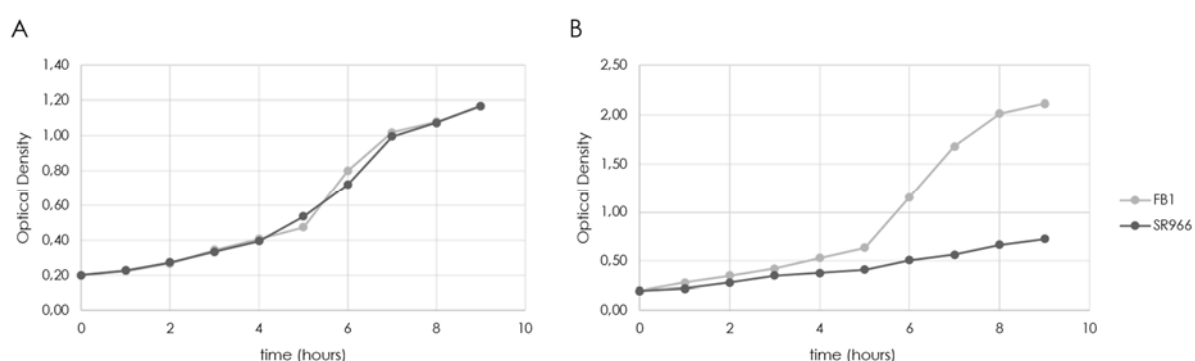 A
1,40
1,20
1,00
0,80
0,60
0,40
0,20
0,00
Optical Density
0 2 4 6 8 10
time (hours)
B
2,50
2,00
1,50
1,00
0,50
0,00
Optical Density
0 2 4 6 8 10
time (hours)
FB1
SR966